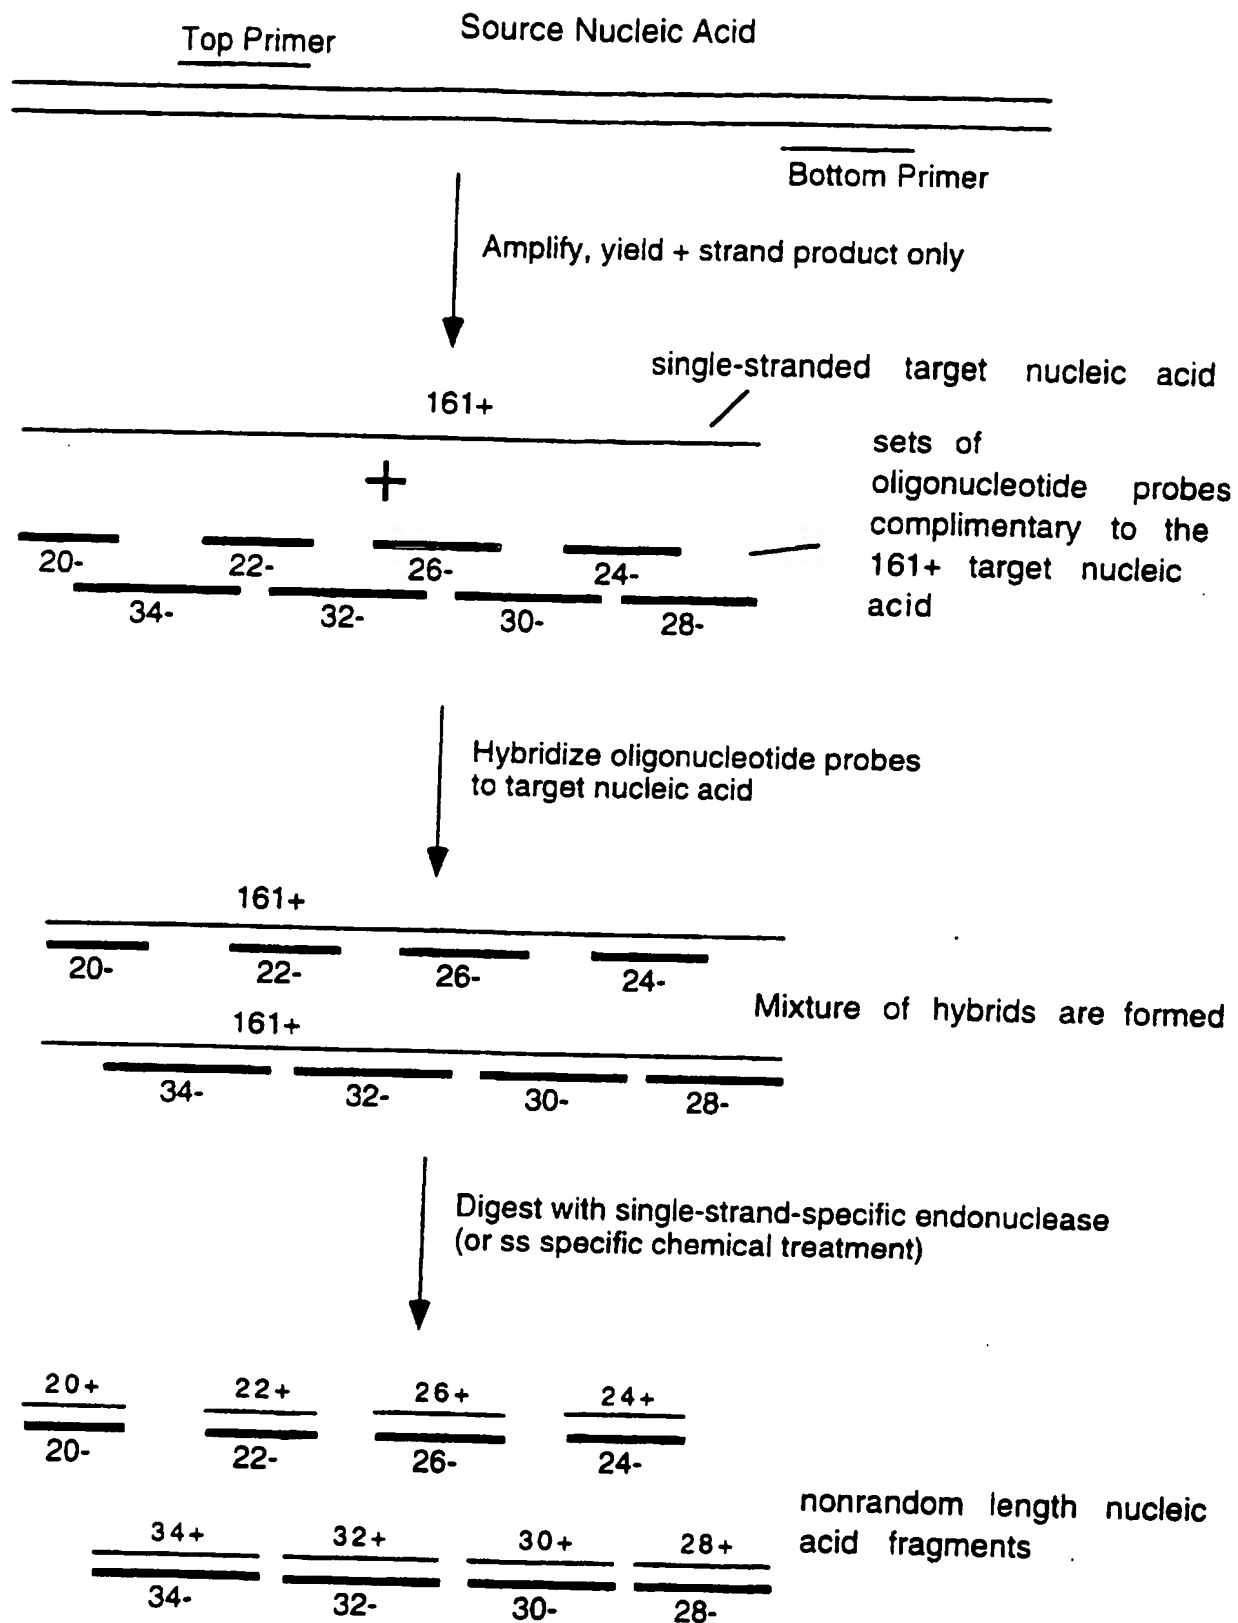 Top Primer
Source Nucleic Acid
Bottom Primer
Amplify, yield + strand product only
single-stranded target nucleic acid
161+
+
sets of
oligonucleotide probes
complimentary to the
161+ target nucleic
acid
20-
22-
26-
24-
34-
32-
30-
28-
Hybridize oligonucleotide probes
to target nucleic acid
161+
20-
22-
26-
24-
161+
Mixture of hybrids are formed
34-
32-
30-
28-
Digest with single-strand-specific endonuclease
(or ss specific chemical treatment)
20+
22+
26+
24+
20-
22-
26-
24-
nonrandom length nucleic
acid fragments
34+
32+
30+
28+
34-
32-
30-
28-